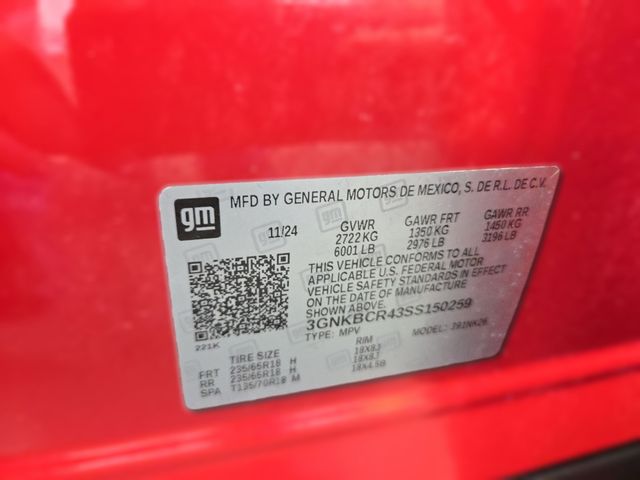 gm
MFD BY GENERAL MOTORS DE MEXICO, S. DE R.L. DE C.V.
11/24 GVWR GAWR FRT GAWR RR
2722 KG 1350 KG 1450 KG
6001 LB 2976 LB 3196 LB
THIS VEHICLE CONFORMS TO ALL
APPLICABLE U.S. FEDERAL MOTOR
VEHICLE SAFETY STANDARDS IN
EFFECT ON THE DATE OF MANUFACTURE
SHOWN ABOVE.
3GNKBCR43SS150259
221K TYPE: MPV MODEL: 191NK26
TIRE SIZE RIM
FRT 235/65R18 H 18X8J
RR 235/65R18 H 18X8J
SPA T135/70R18 M 18X4.5B